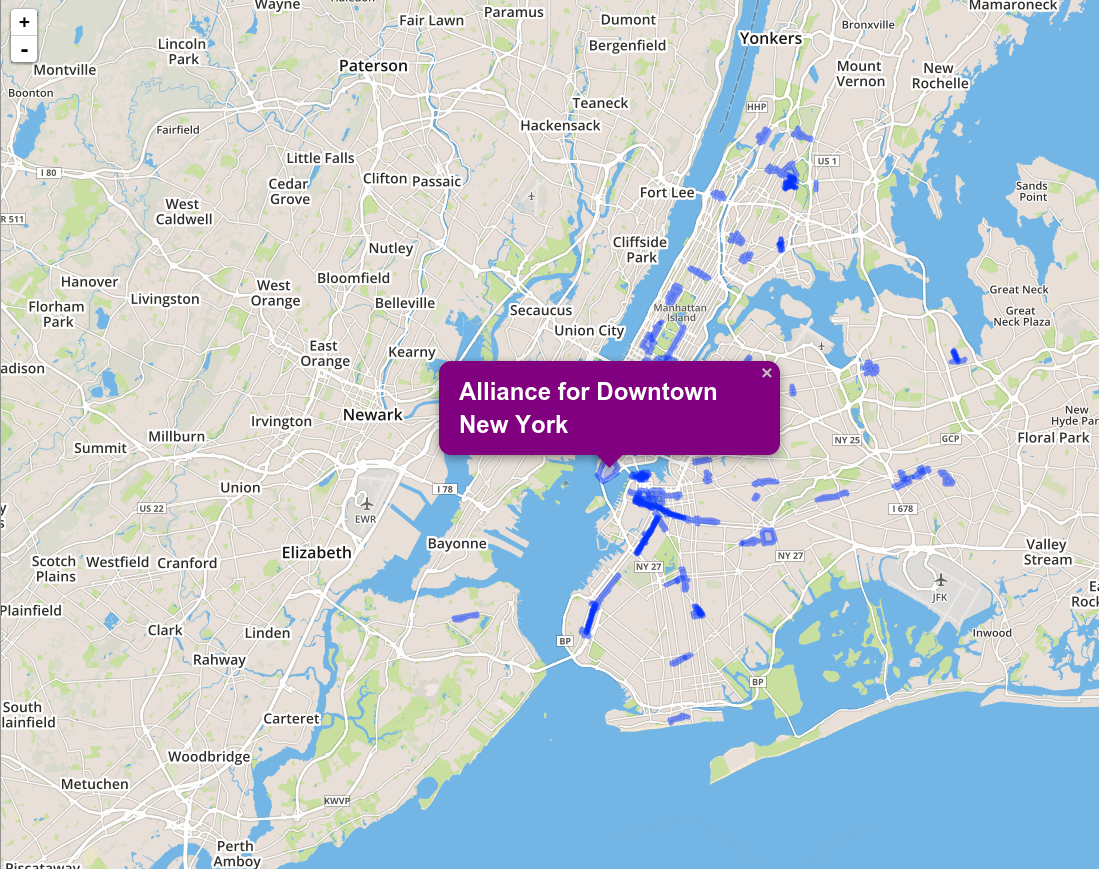 +
-
Wayne
Fair Lawn
Paramus
Dumont
Bergenfield
Yonkers
Bronxville
Mamaroneck
Lincoln
Park
Montville
Boonton
Paterson
Mount
Vernon
New
Rochelle
Teaneck
Hackensack
HHP
Fairfield
Little Falls
US 1
I 80
Cedar
Grove
Clifton
Passaic
Fort Lee
Sands
Point
R 511
West
Caldwell
Nutley
Cliffside
Park
Hanover
West
Orange
Bloomfield
Belleville
Livingston
Florham
Park
Secaucus
Union City
Manhattan
Island
Great Neck
Great
Neck Plaza
East
Orange
Kearny
adison
Alliance for Downtown
New York
×
Newark
Irvington
Millburn
Summit
New
Hyde Par
NY 25
GCP
Floral Park
Union
I 78
US 22
EWR
I 678
Elizabeth
Bayonne
Scotch
Plains
Westfield
Cranford
NY 27
NY 27
Valley
Stream
JFK
Plainfield
Ea
Rock
Clark
Linden
Inwood
BP
Rahway
BP
South
lainfield
Carteret
Woodbridge
Metuchen
KWVP
Perth
Amboy
Piscataway